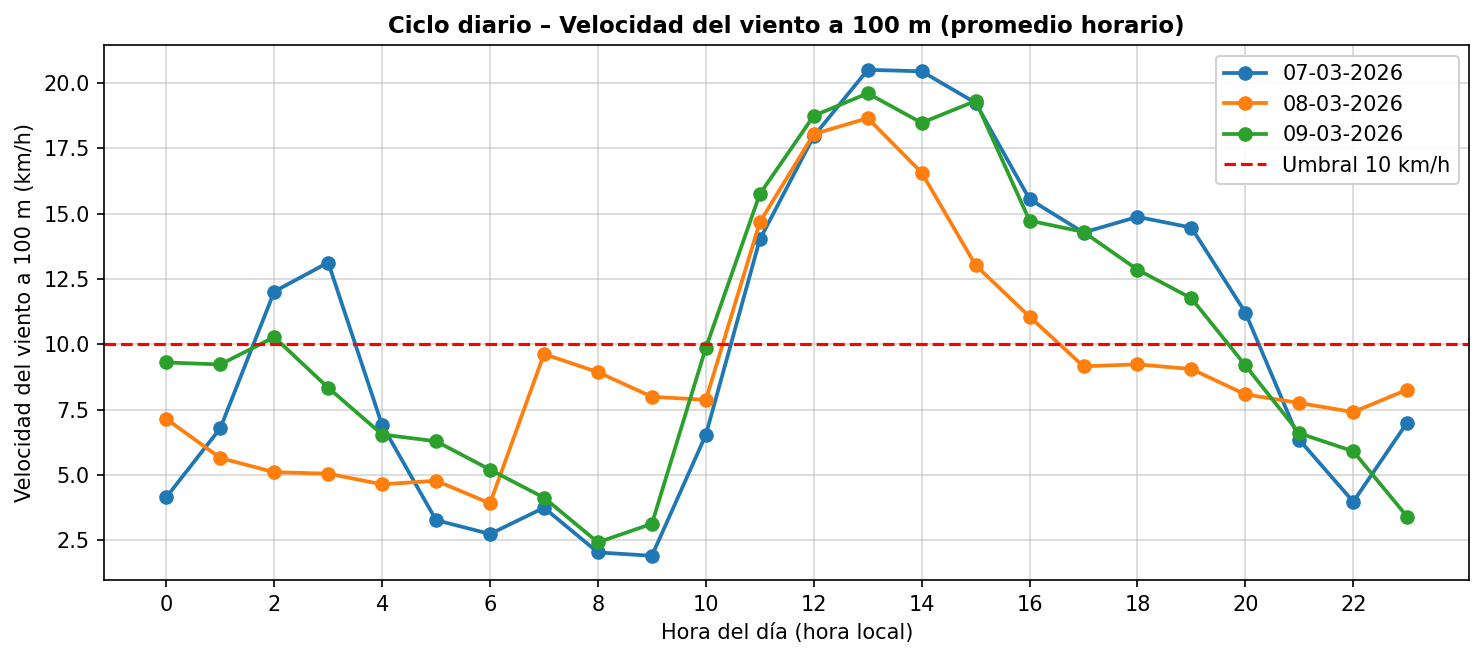 Ciclo diario – Velocidad del viento a 100 m (promedio horario)
07-03-2026
08-03-2026
09-03-2026
Umbral 10 km/h
Velocidad del viento a 100 m (km/h)
20.0
17.5
15.0
12.5
10.0
7.5
5.0
2.5
0 2 4 6 8 10 12 14 16 18 20 22
Hora del día (hora local)